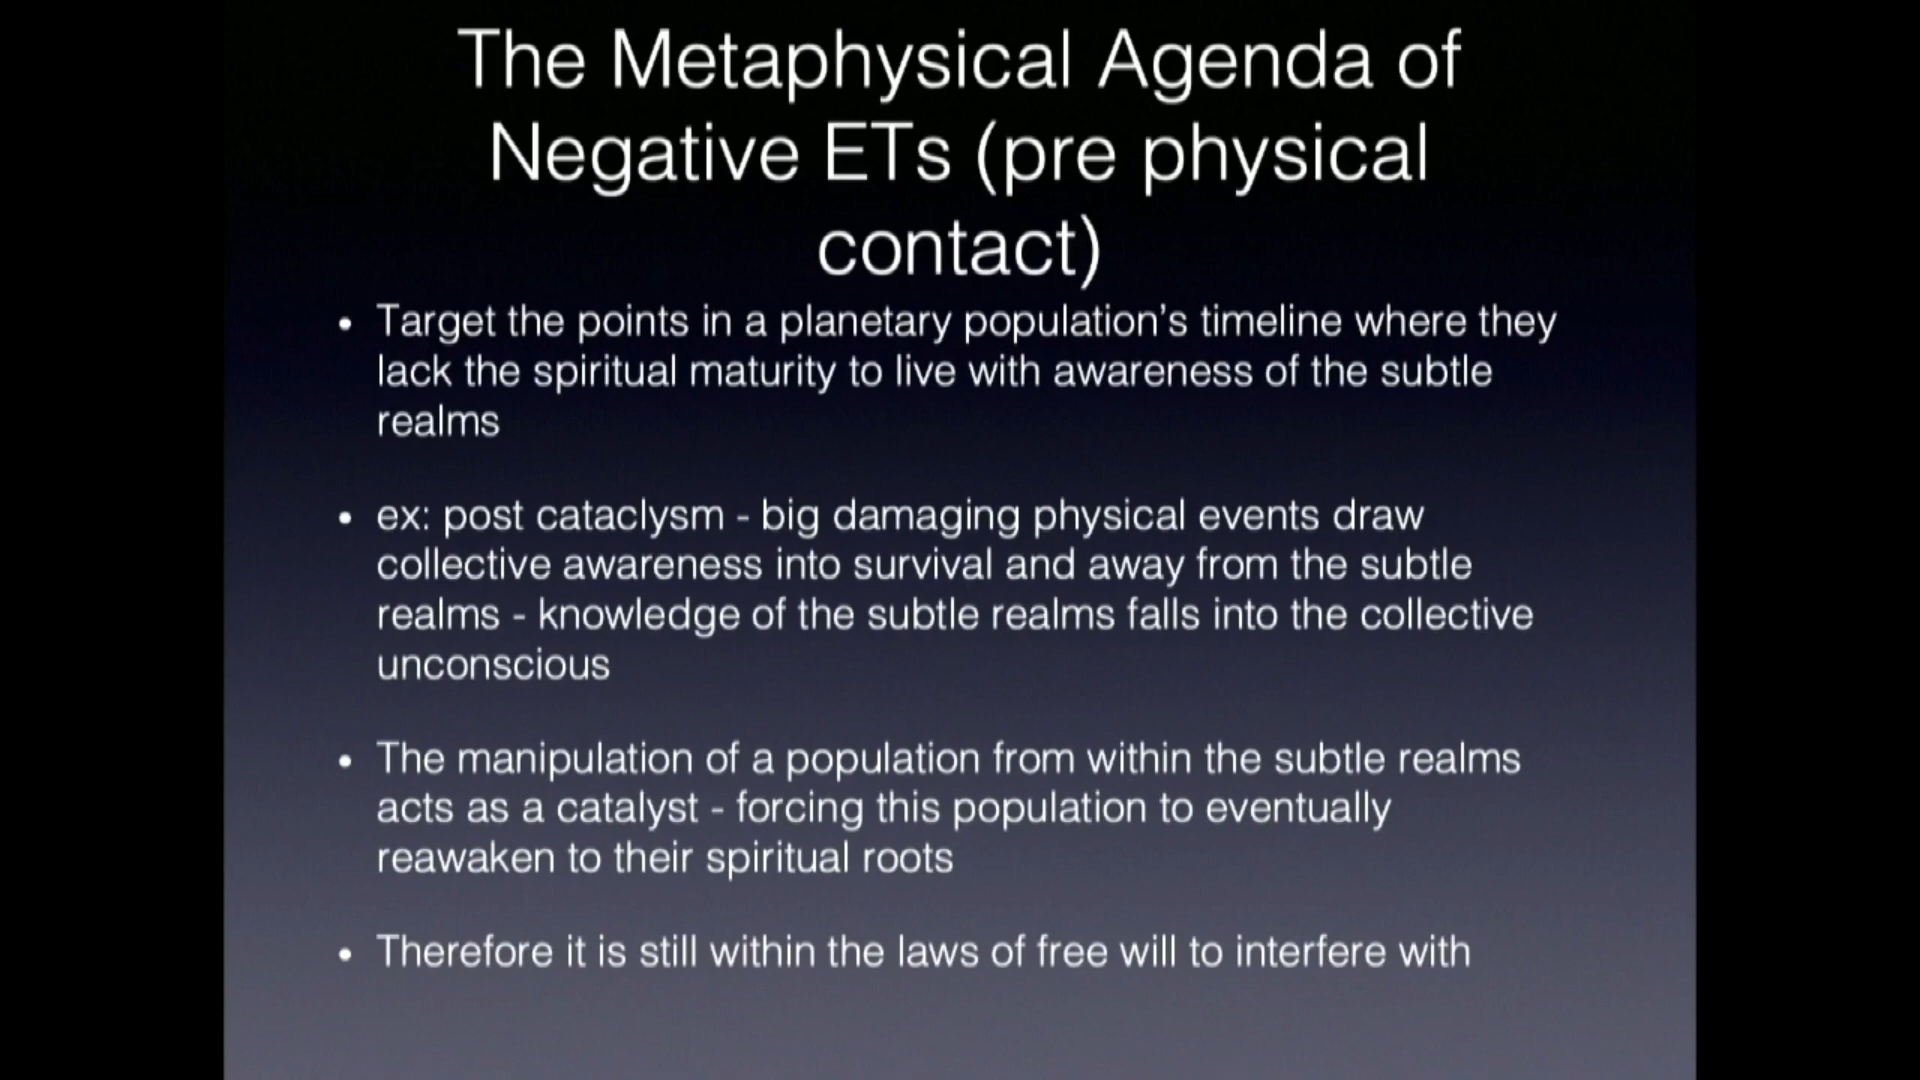 The Metaphysical Agenda of
Negative ETs (pre physical
contact)
• Target the points in a planetary population's timeline where they
lack the spiritual maturity to live with awareness of the subtle
realms
• ex: post cataclysm - big damaging physical events draw
collective awareness into survival and away from the subtle
realms - knowledge of the subtle realms falls into the collective
unconscious
• The manipulation of a population from within the subtle realms
acts as a catalyst - forcing this population to eventually
reawaken to their spiritual roots
• Therefore it is still within the laws of free will to interfere with